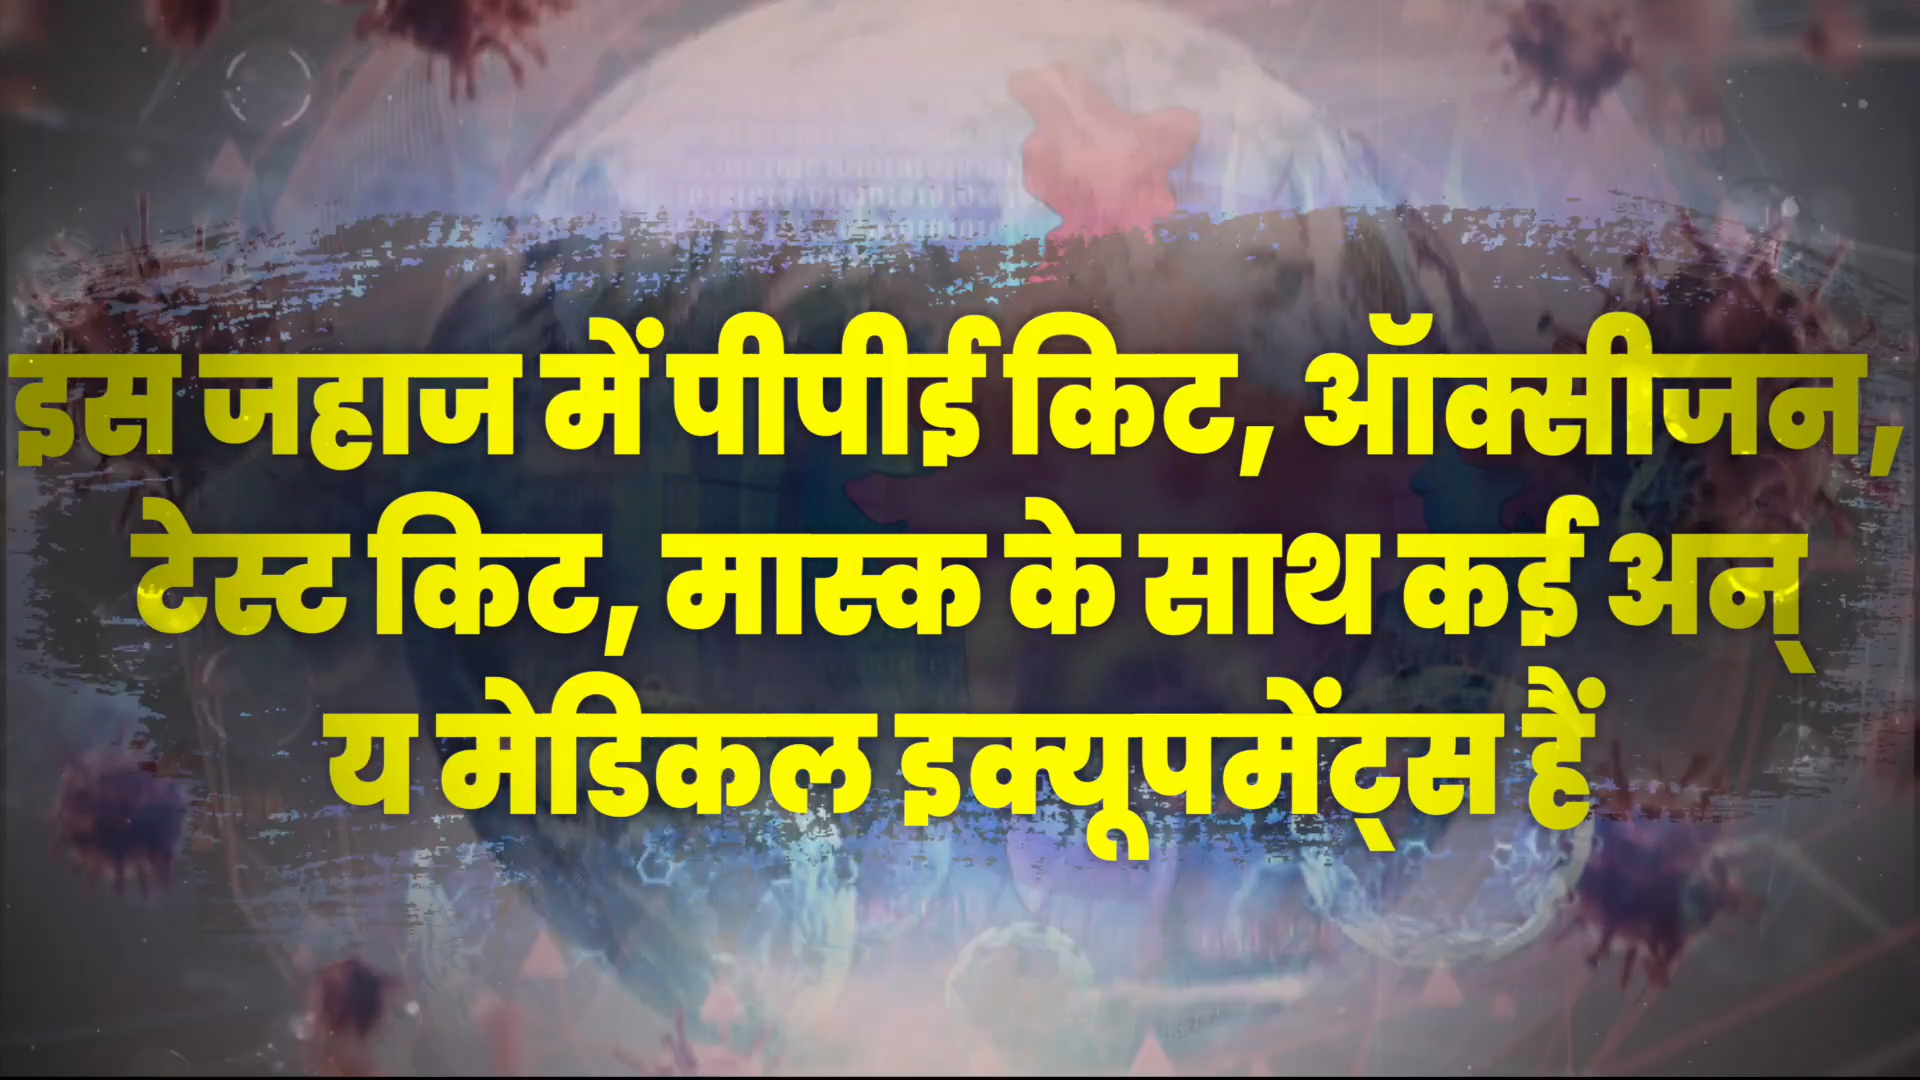 इस जहाज में पीपीई किट, ऑक्सीजन,
टेस्ट किट, मास्क के साथ कई अन्
य मेडिकल इक्यूपमेंट्स हैं